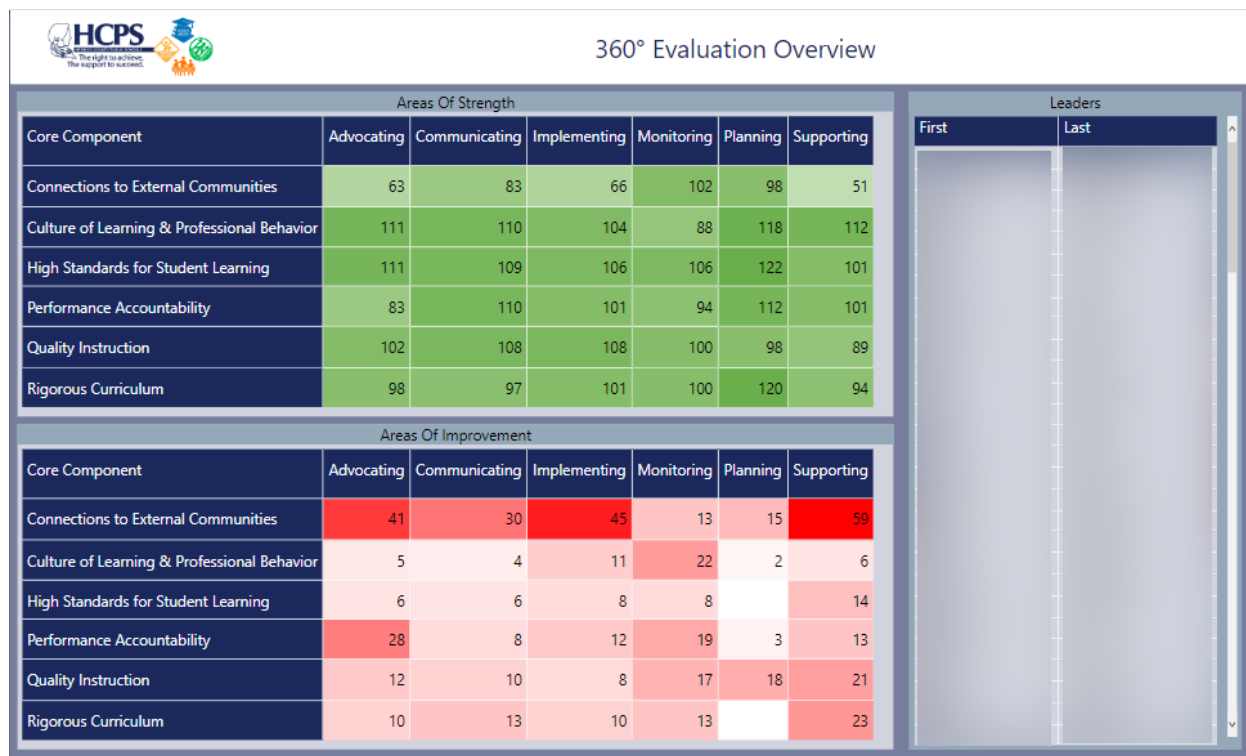 HCPS
The right to achieve.
The support to succeed.
360° Evaluation Overview
Areas Of Strength
Core Component Advocating Communicating Implementing Monitoring Planning Supporting
Connections to External Communities 63 83 66 102 98 51
Culture of Learning & Professional Behavior 111 110 104 88 118 112
High Standards for Student Learning 111 109 106 106 122 101
Performance Accountability 83 110 101 94 112 101
Quality Instruction 102 108 108 100 98 89
Rigorous Curriculum 98 97 101 100 120 94
Areas Of Improvement
Core Component Advocating Communicating Implementing Monitoring Planning Supporting
Connections to External Communities 41 30 45 13 15 59
Culture of Learning & Professional Behavior 5 4 11 22 2 6
High Standards for Student Learning 6 6 8 8 14
Performance Accountability 28 8 12 19 3 13
Quality Instruction 12 10 8 17 18 21
Rigorous Curriculum 10 13 10 13 23
Leaders
First Last